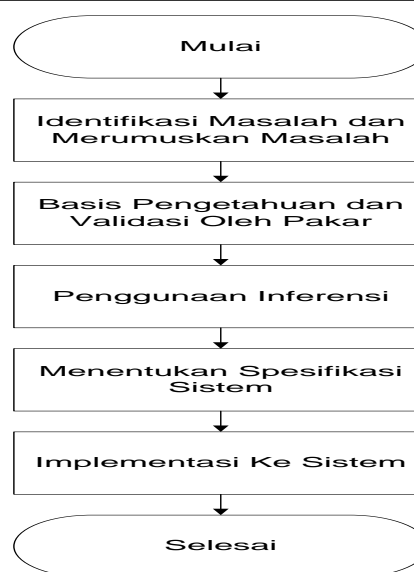 Mulai
Identifikasi Masalah dan
Merumuskan Masalah
Basis Pengetahuan dan
Validasi Oleh Pakar
Penggunaan Inferensi
Menentukan Spesifikasi
Sistem
Implementasi Ke Sistem
Selesai